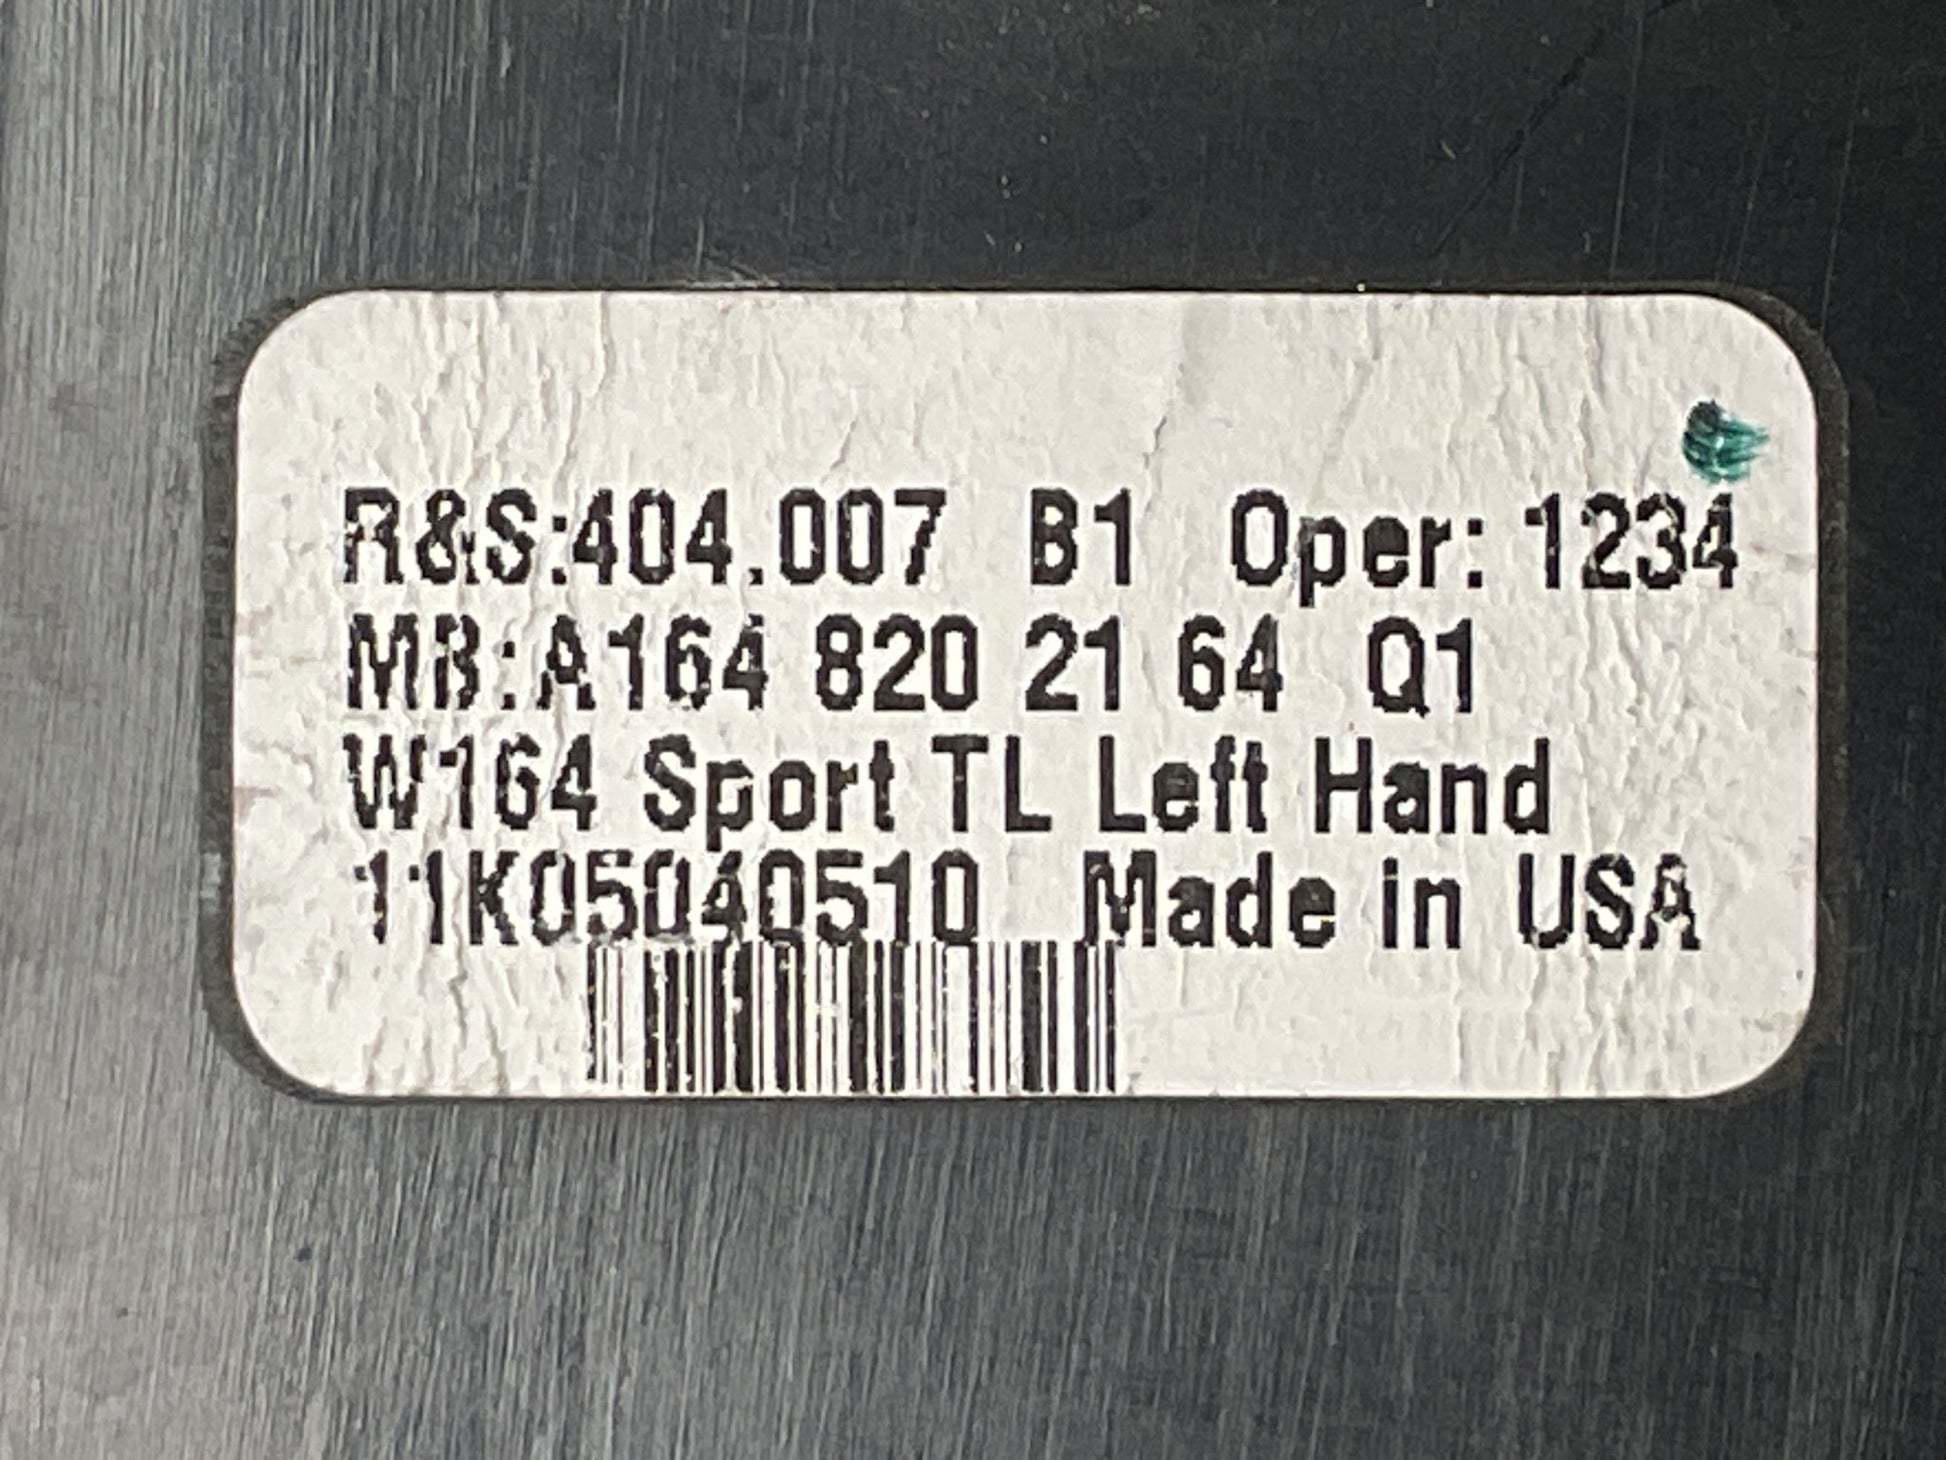 R&S:404.007 B1 Oper: 1234
MB:A164 820 21 64 Q1
W164 Sport TL Left Hand
11K05040510 Made in USA